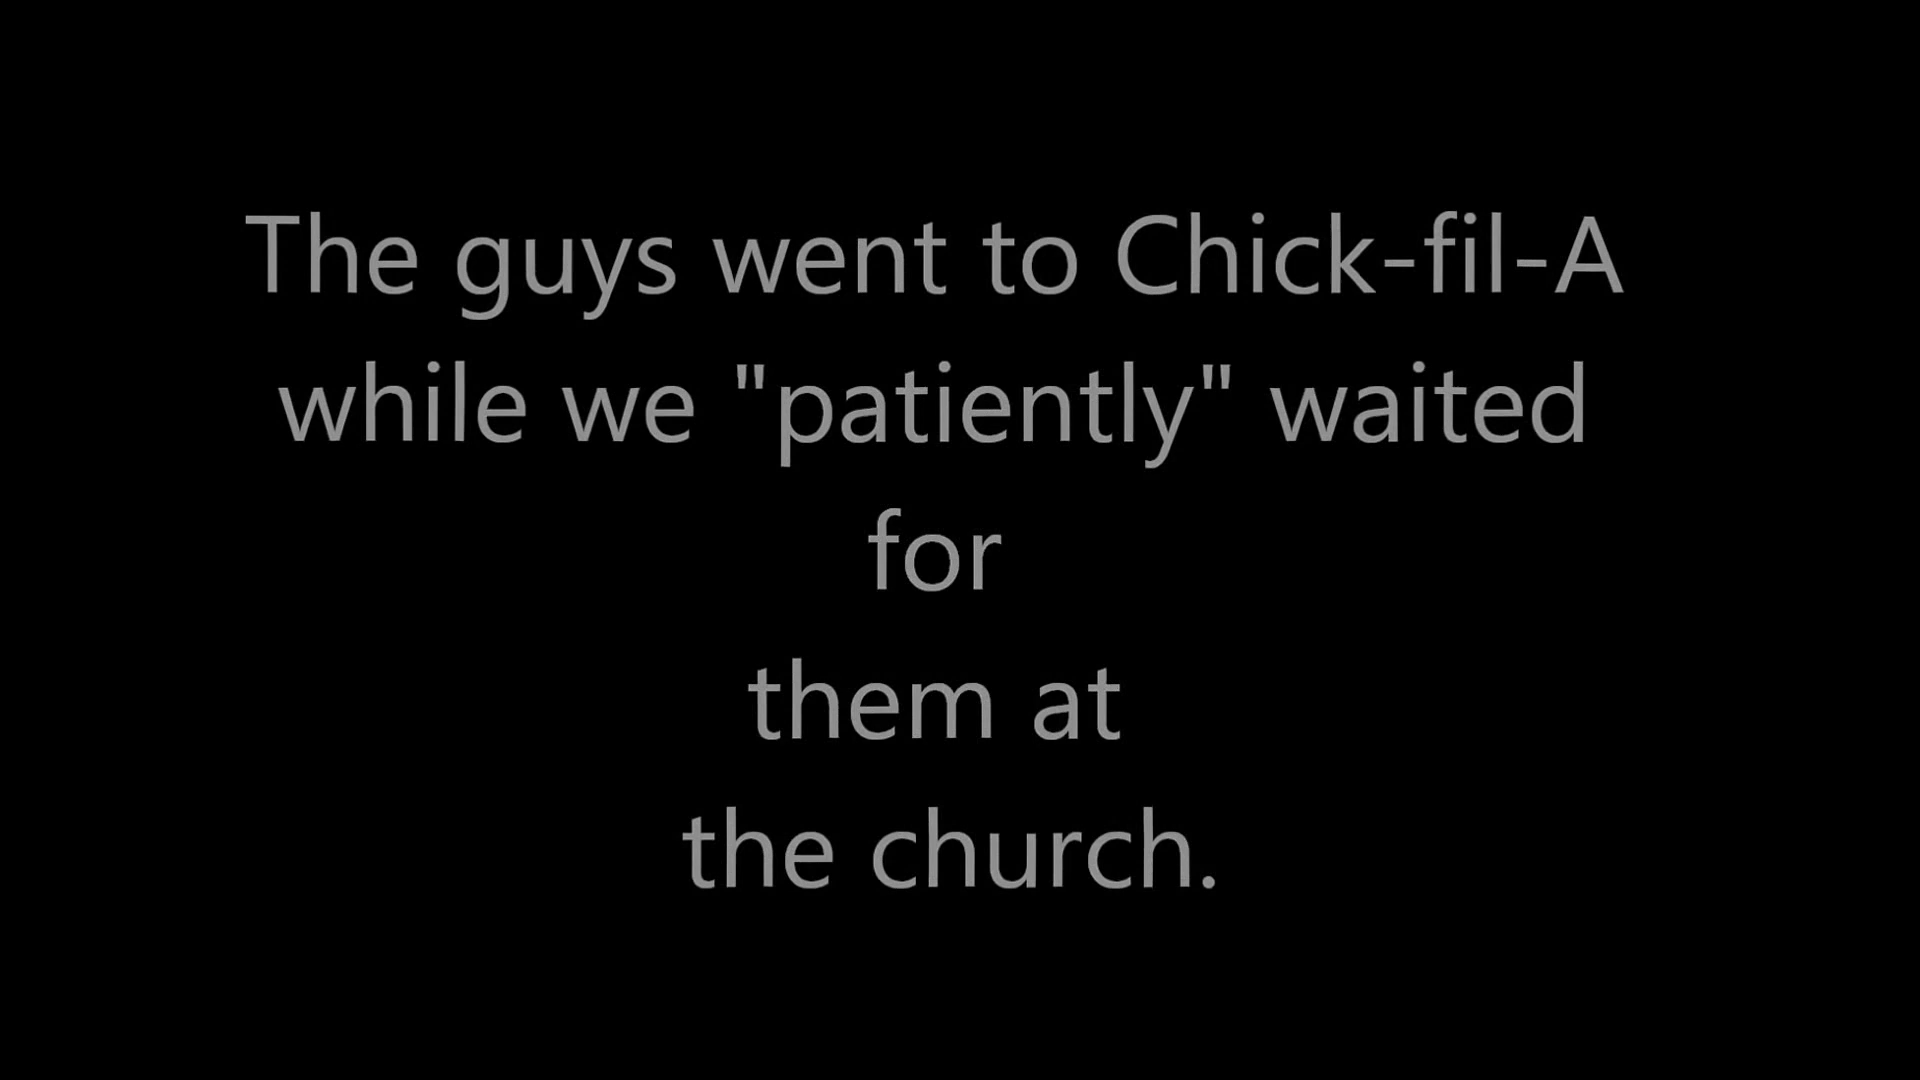 The guys went to Chick-fil-A
while we "patiently" waited
for
them at
the church.